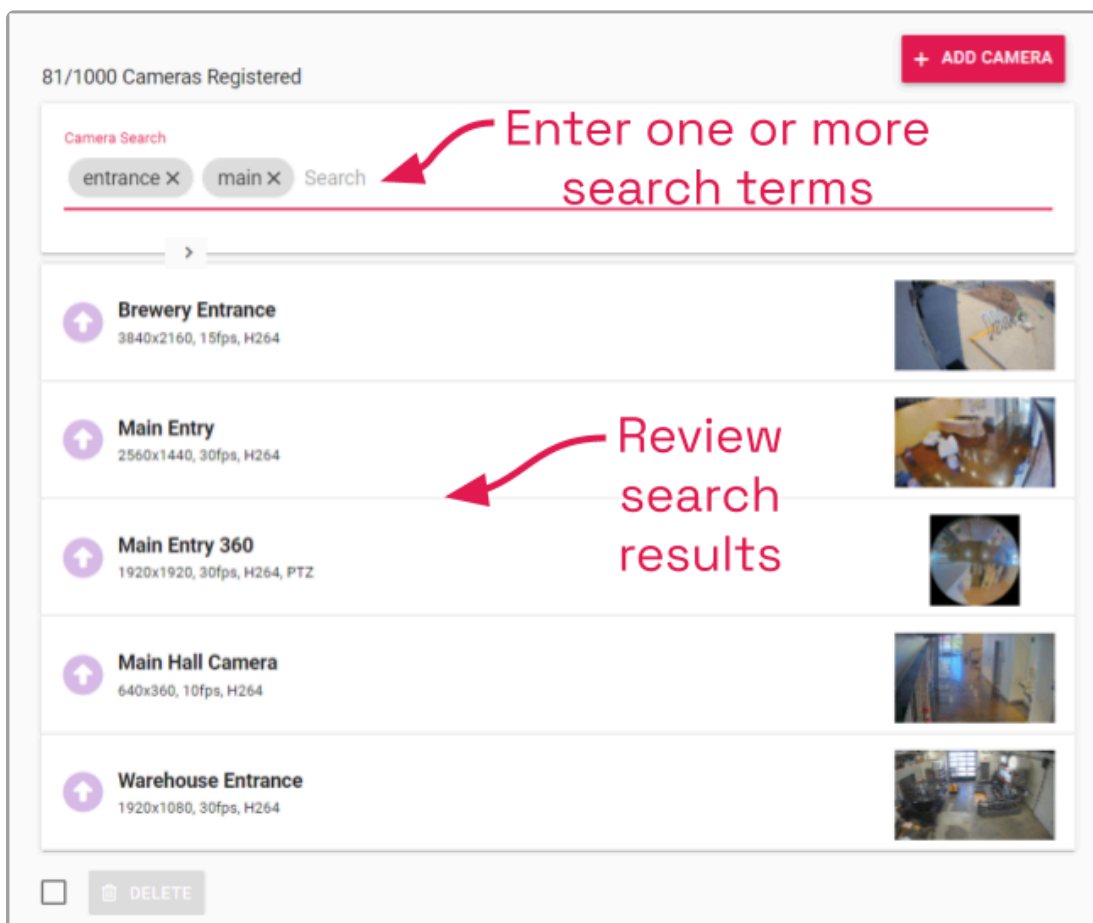 81/1000 Cameras Registered
+ ADD CAMERA
Camera Search
entrance × main × Search
Enter one or more
search terms
Brewery Entrance
3840x2160, 15fps, H264
Main Entry
2560x1440, 30fps, H264
Review
search
results
Main Entry 360
1920x1920, 30fps, H264, PTZ
Main Hall Camera
640x360, 10fps, H264
Warehouse Entrance
1920x1080, 30fps, H264
DELETE